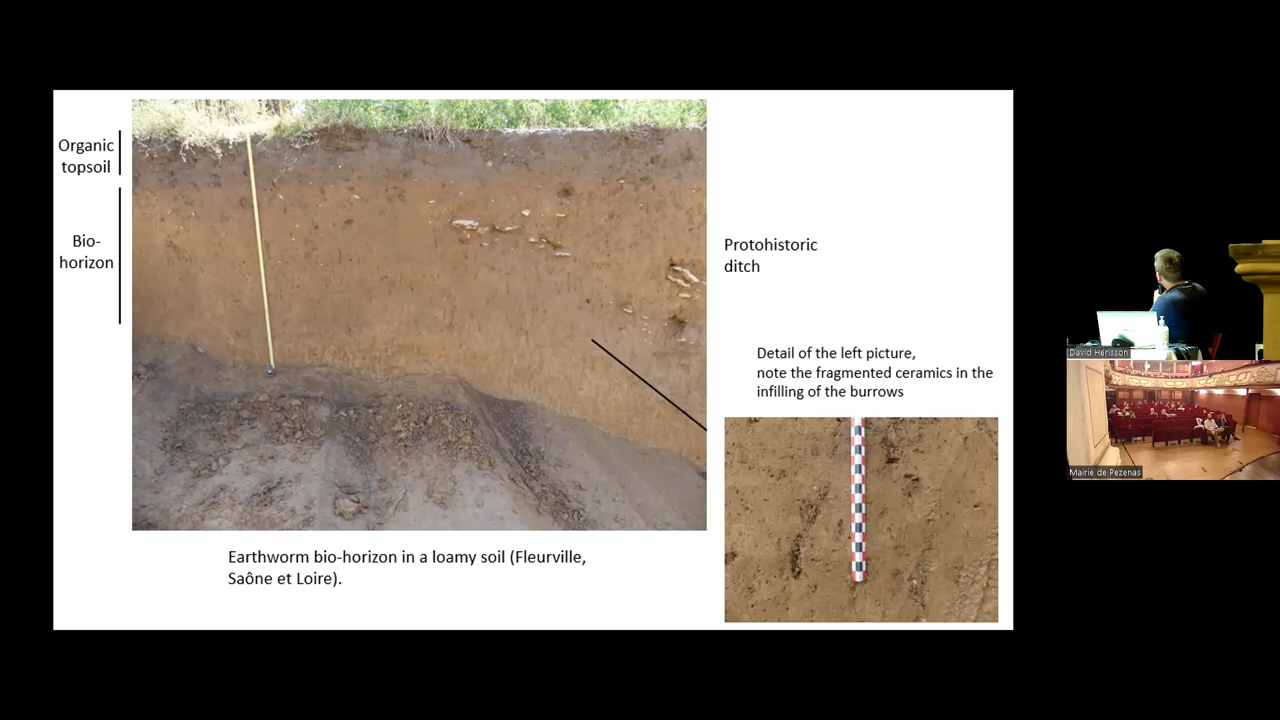 Organic
topsoil
Bio-
horizon
Protohistoric
ditch
Detail of the left picture,
note the fragmented ceramics in the
infilling of the burrows
Earthworm bio-horizon in a loamy soil (Fleurville,
Saône et Loire).
David Hérisson
Mairie de Pezenas